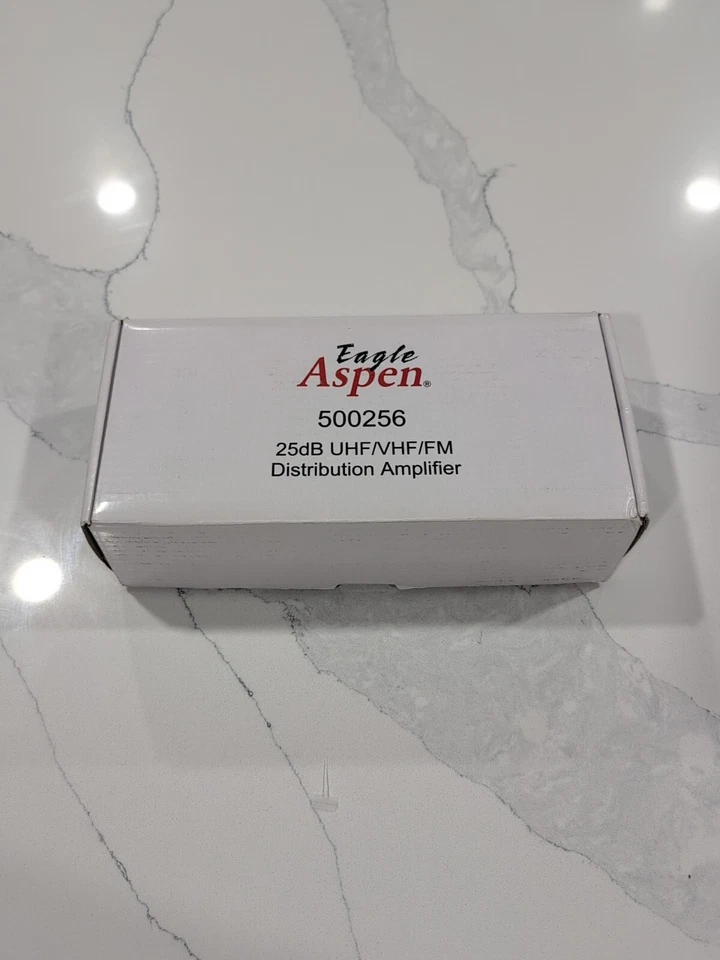 Eagle
Aspen®
500256
25dB UHF/VHF/FM
Distribution Amplifier